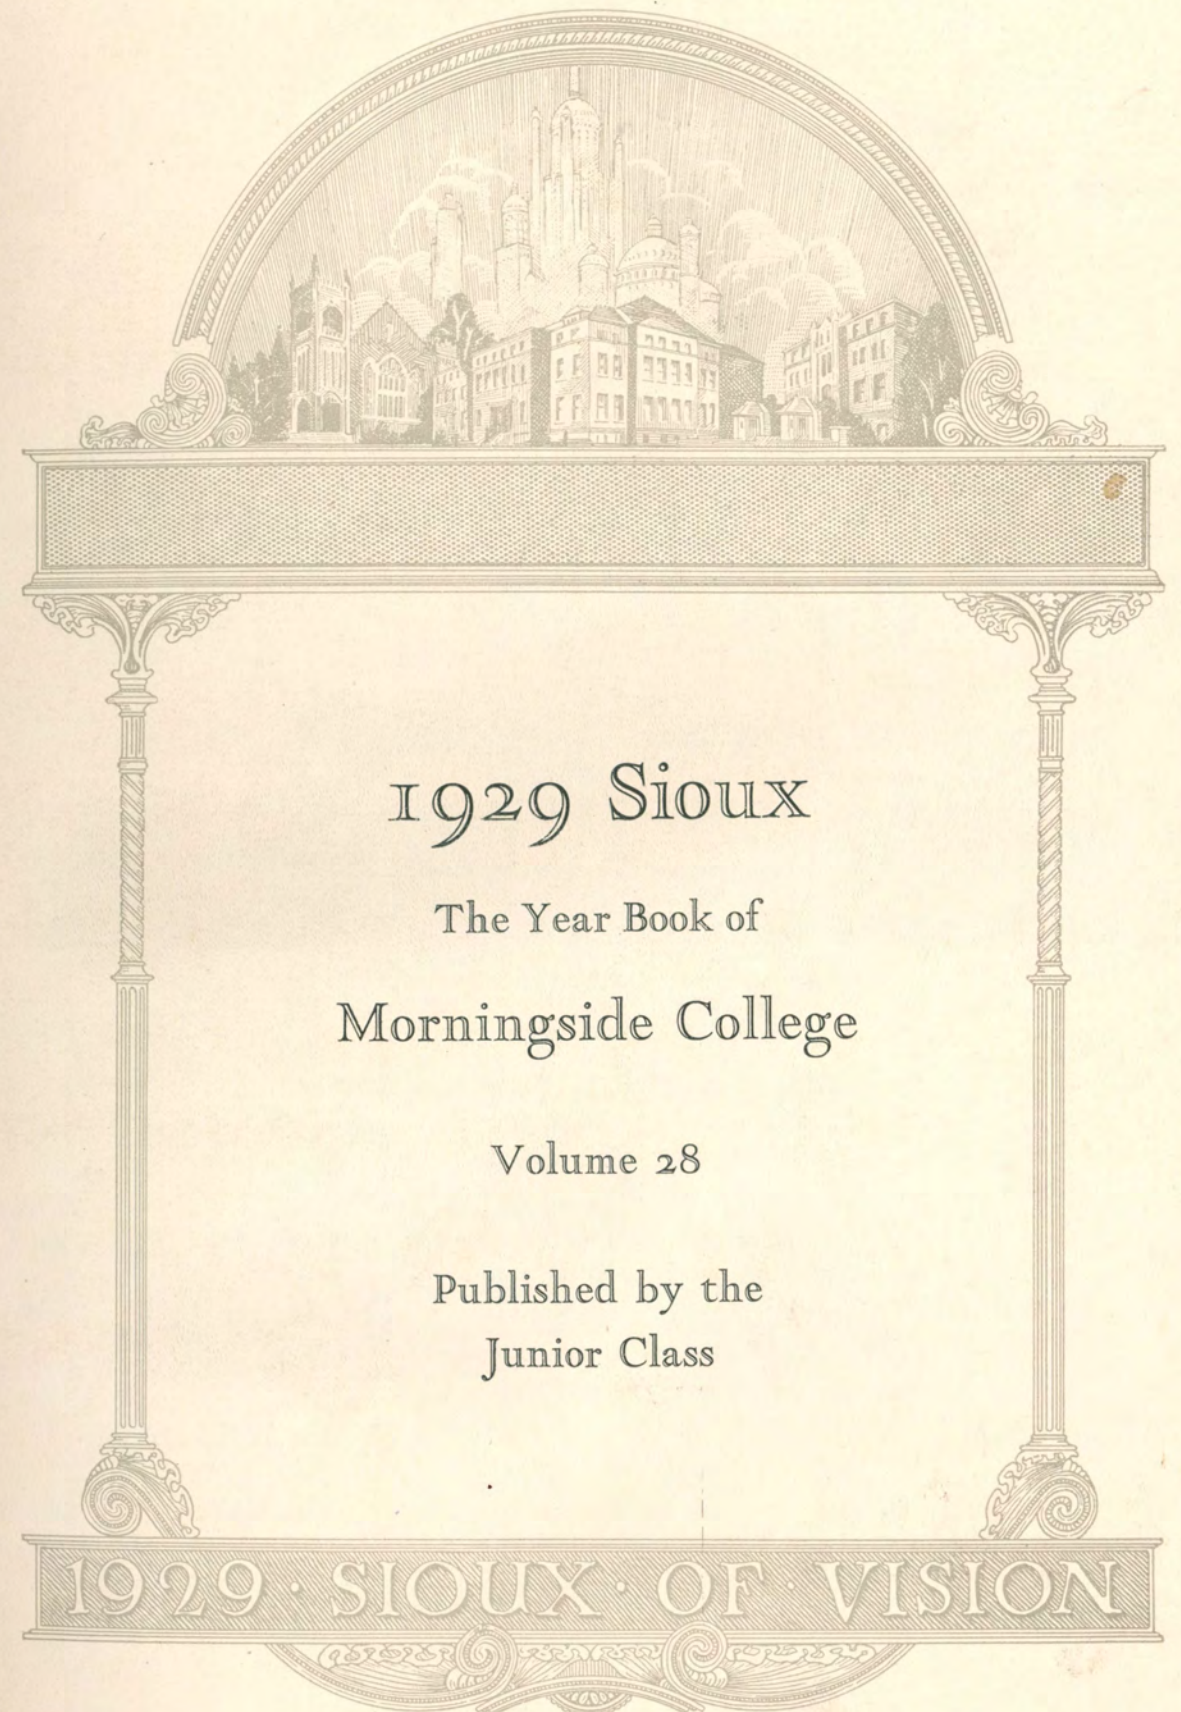 1929 Sioux
The Year Book of
Morningside College
Volume 28
Published by the
Junior Class
1929 · SIOUX · OF · VISION